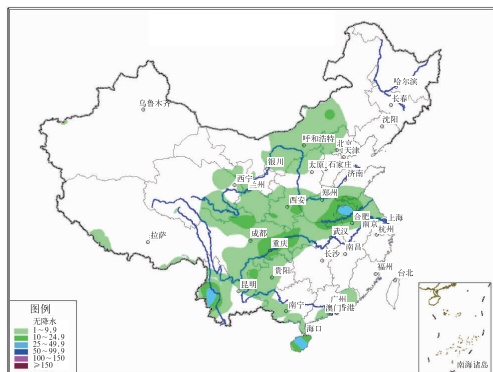 哈尔滨
长春
乌鲁木齐
沈阳
呼和浩特
北京
天津
银川
太原
石家庄
济南
西宁
兰州
郑州
西安
合肥
上海
南京
成都
武汉
杭州
拉萨
重庆
南昌
长沙
贵阳
福州
台北
昆明
南宁
广州
澳门
香港
海口
图例
无降水
1~9.9
10~24.9
25~49.9
50~99.9
100~150
≥150
南海诸岛